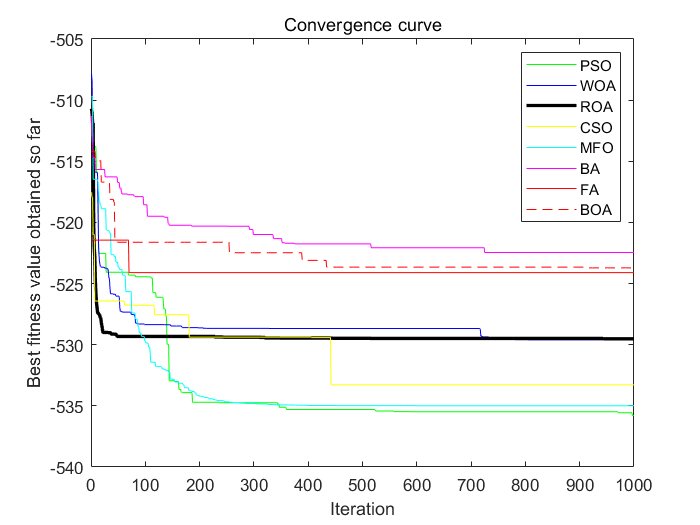 Convergence curve
Best fitness value obtained so far
-505
-510
-515
-520
-525
-530
-535
-540
PSO
WOA
ROA
CSO
MFO
BA
FA
BOA
0 100 200 300 400 500 600 700 800 900 1000
Iteration